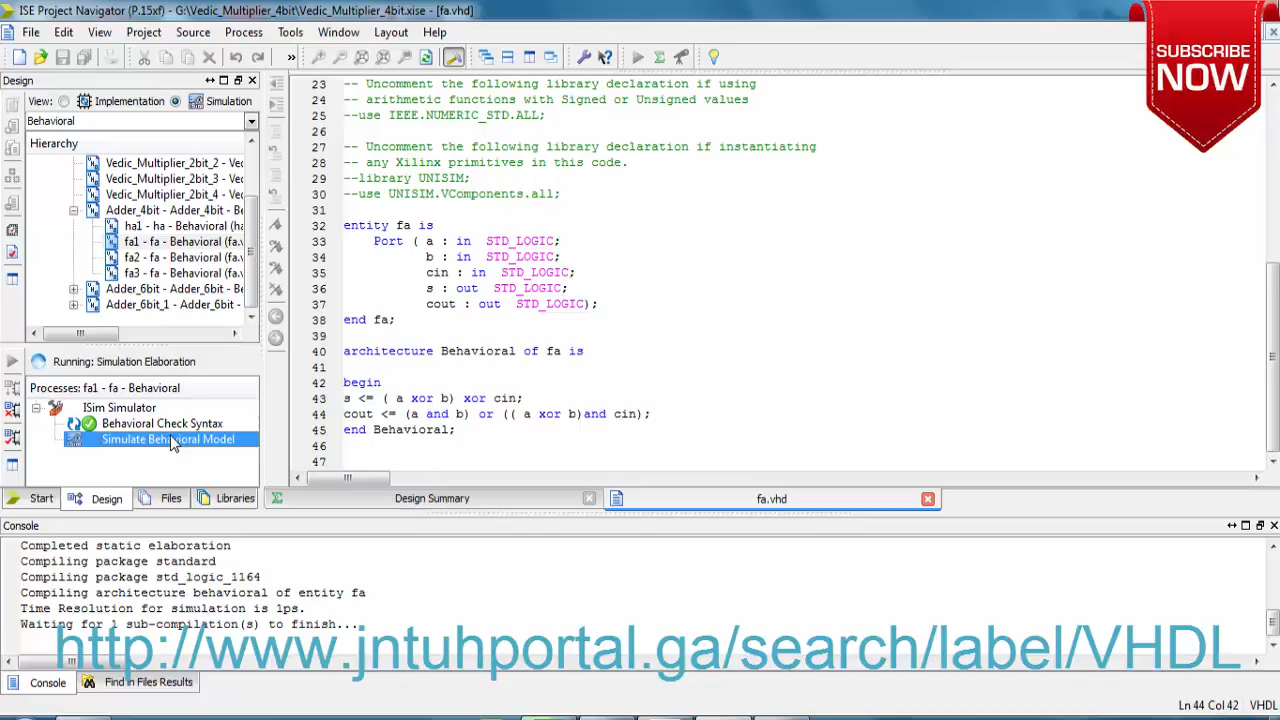 ISE Project Navigator (P.15xf) - G:\Vedic_Multiplier_4bit\Vedic_Multiplier_4bit.xise - [fa.vhd]
File Edit View Project Source Process Tools Window Layout Help
SUBSCRIBE
NOW
Design
View: Implementation Simulation
Behavioral
Hierarchy
Vedic_Multiplier_2bit_2 - Vec
Vedic_Multiplier_2bit_3 - Vec
Vedic_Multiplier_2bit_4 - Vec
Adder_4bit - Adder_4bit - Be
ha1 - ha - Behavioral (ha
fa1 - fa - Behavioral (fa.
fa2 - fa - Behavioral (fa.
fa3 - fa - Behavioral (fa.
Adder_6bit - Adder_6bit - Be
Adder_6bit_1 - Adder_6bit -
Running: Simulation Elaboration
Processes: fa1 - fa - Behavioral
ISim Simulator
Behavioral Check Syntax
Simulate Behavioral Model
Start Design Files Libraries
23 -- Uncomment the following library declaration if using
24 -- arithmetic functions with Signed or Unsigned values
25 --use IEEE.NUMERIC_STD.ALL;
26
27 -- Uncomment the following library declaration if instantiating
28 -- any Xilinx primitives in this code.
29 --library UNISIM;
30 --use UNISIM.VComponents.all;
31
32 entity fa is
33 Port ( a : in STD_LOGIC;
34 b : in STD_LOGIC;
35 cin : in STD_LOGIC;
36 s : out STD_LOGIC;
37 cout : out STD_LOGIC);
38 end fa;
39
40 architecture Behavioral of fa is
41
42 begin
43 s <= ( a xor b) xor cin;
44 cout <= (a and b) or (( a xor b)and cin);
45 end Behavioral;
46
47
Design Summary fa.vhd
Console
Completed static elaboration
Compiling package standard
Compiling package std_logic_1164
Compiling architecture behavioral of entity fa
Time Resolution for simulation is 1ps.
Waiting for 1 sub-compilation(s) to finish...
http://www.jntuhportal.ga/search/label/VHDL
Console Find in Files Results
Ln 44 Col 42 VHDL